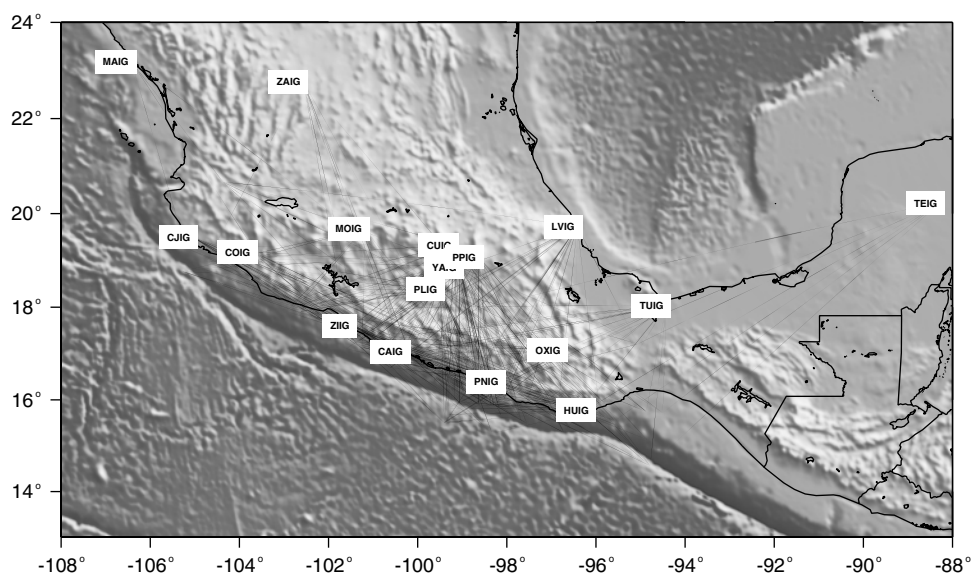 24°
MAIG
ZAIG
22°
20°
TEIG
LVIG
MOIG
CJIG
CUIG
COIG
PPIG
YAIG
PLIG
18°
TUIG
ZIIG
CAIG
OXIG
PNIG
16°
HUIG
14°
-108° -106° -104° -102° -100° -98° -96° -94° -92° -90° -88°